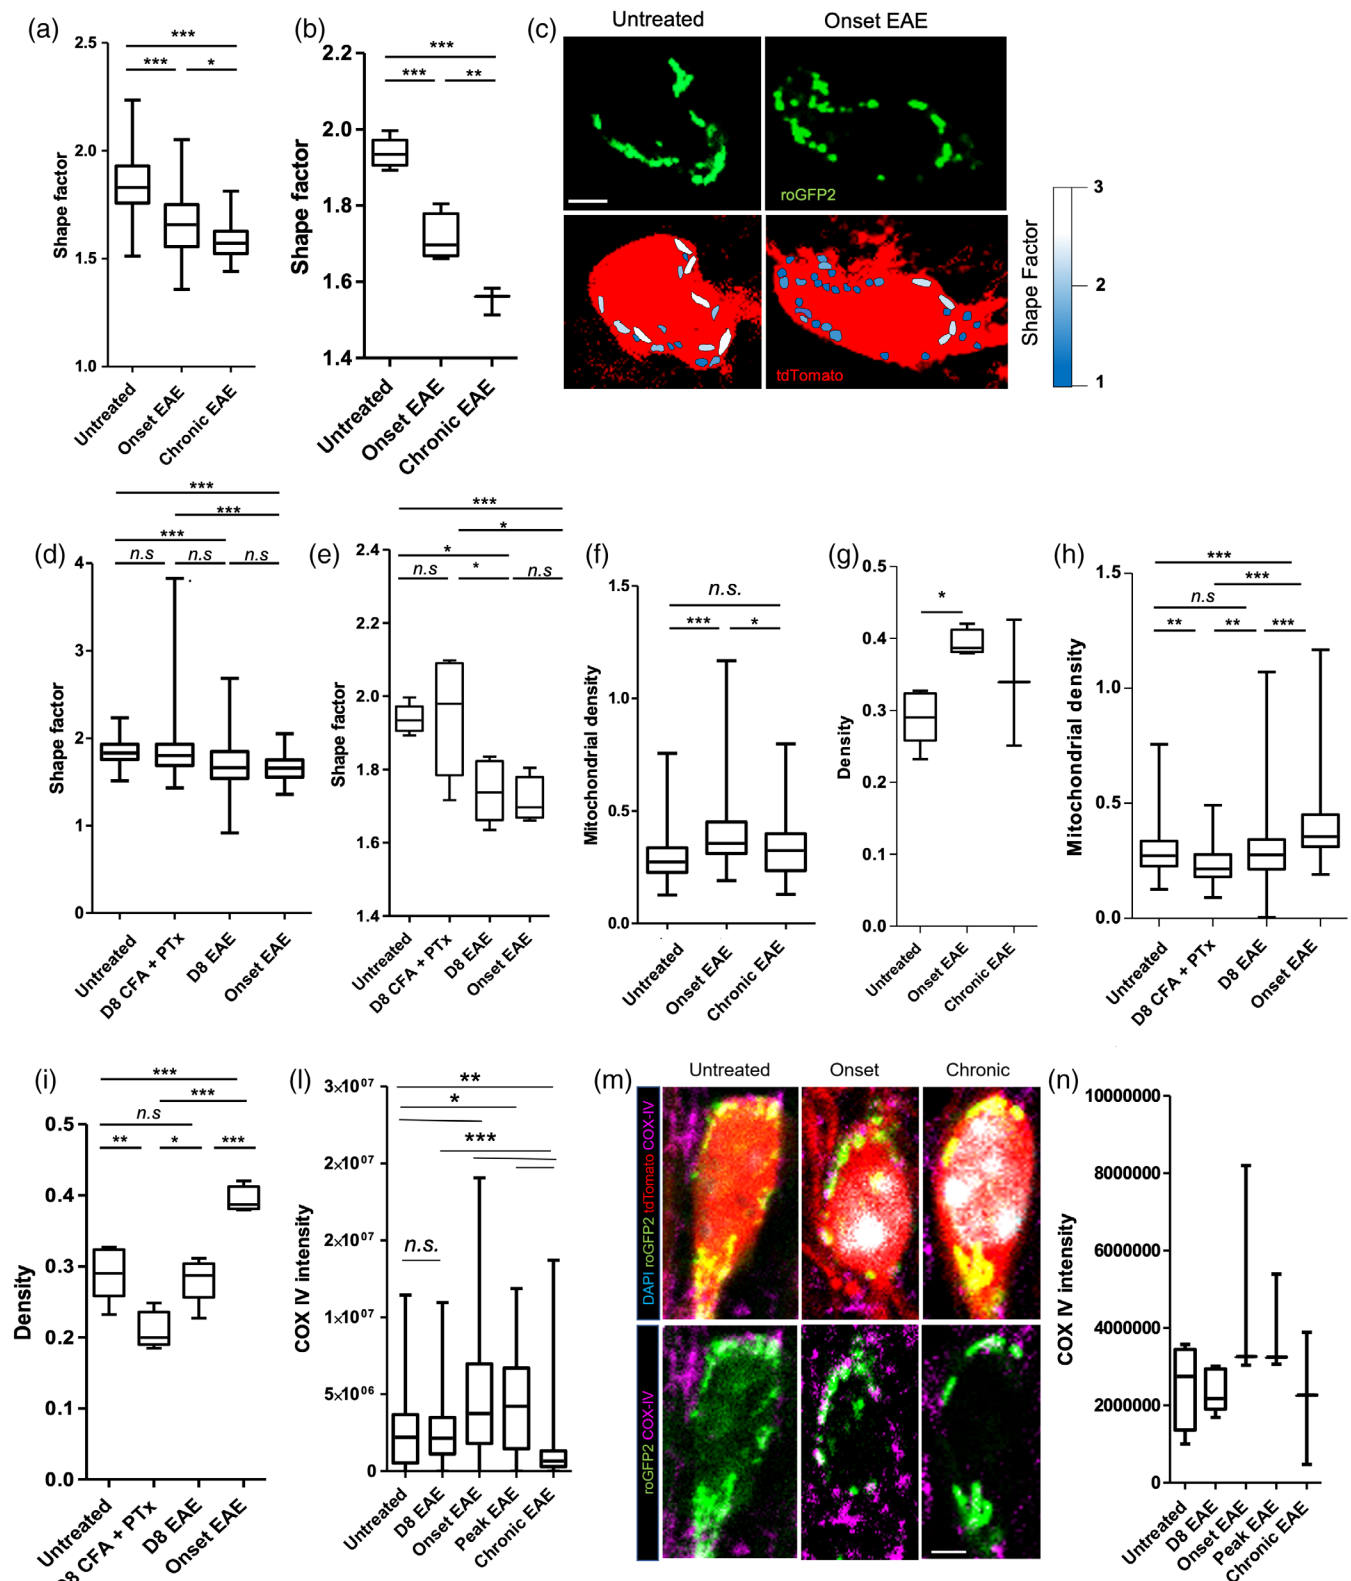 (a)
***
***
*
2.5
2.0
1.5
1.0
Shape factor
Untreated
Onset EAE
Chronic EAE
(b)
***
***
**
2.2
2.0
1.8
1.6
1.4
Shape factor
Untreated
Onset EAE
Chronic EAE
(c)
Untreated
Onset EAE
roGFP2
tdTomato
3
2
1
Shape Factor
(d)
***
***
***
n.s
n.s
n.s
4
3
2
1
0
Shape factor
Untreated
D8 CFA + PTx
D8 EAE
Onset EAE
(e)
***
*
*
n.s
*
n.s
2.4
2.2
2.0
1.8
1.6
1.4
Shape factor
Untreated
D8 CFA + PTx
D8 EAE
Onset EAE
(f)
n.s.
***
*
1.5
1.0
0.5
0.0
Mitochondrial density
Untreated
Onset EAE
Chronic EAE
(g)
*
0.5
0.4
0.3
0.2
0.1
0.0
Density
Untreated
Onset EAE
Chronic EAE
(h)
***
***
n.s
**
**
***
1.5
1.0
0.5
0.0
Mitochondrial density
Untreated
D8 CFA + PTx
D8 EAE
Onset EAE
(i)
***
***
n.s
**
*
***
0.5
0.4
0.3
0.2
0.1
0.0
Density
Untreated
D8 CFA + PTx
D8 EAE
Onset EAE
(l)
**
*
***
n.s.
3×10⁰⁷
2×10⁰⁷
2×10⁰⁷
1×10⁰⁷
5×10⁰⁶
0
COX IV intensity
Untreated
D8 EAE
Onset EAE
Peak EAE
Chronic EAE
(m)
Untreated
Onset
Chronic
DAPI roGFP2 tdTomato COX-IV
roGFP2 COX-IV
(n)
10000000
8000000
6000000
4000000
2000000
0
COX IV intensity
Untreated
D8 EAE
Onset EAE
Peak EAE
Chronic EAE